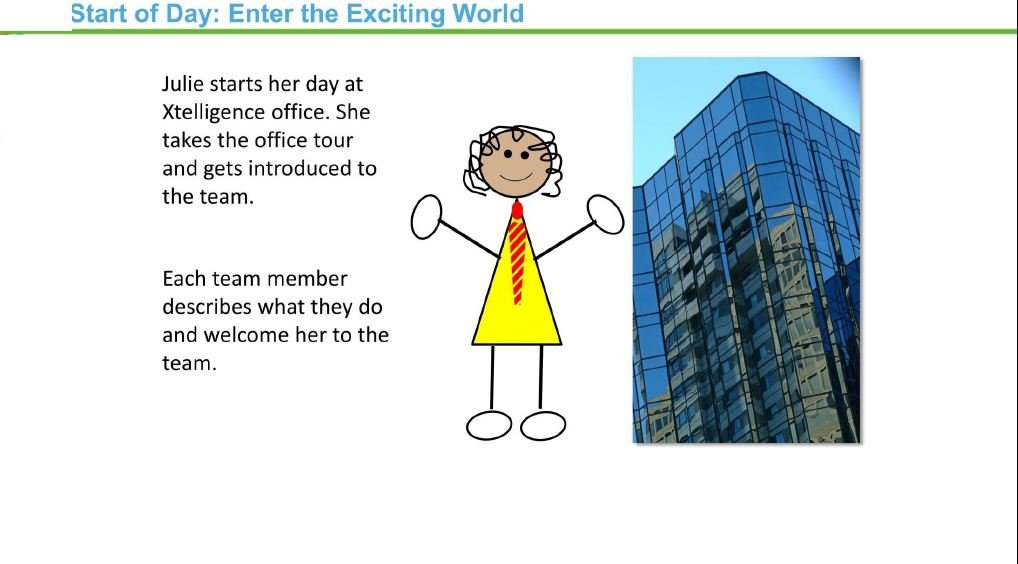 Start of Day: Enter the Exciting World
Julie starts her day at
Xtelligence office. She
takes the office tour
and gets introduced to
the team.
Each team member
describes what they do
and welcome her to the
team.